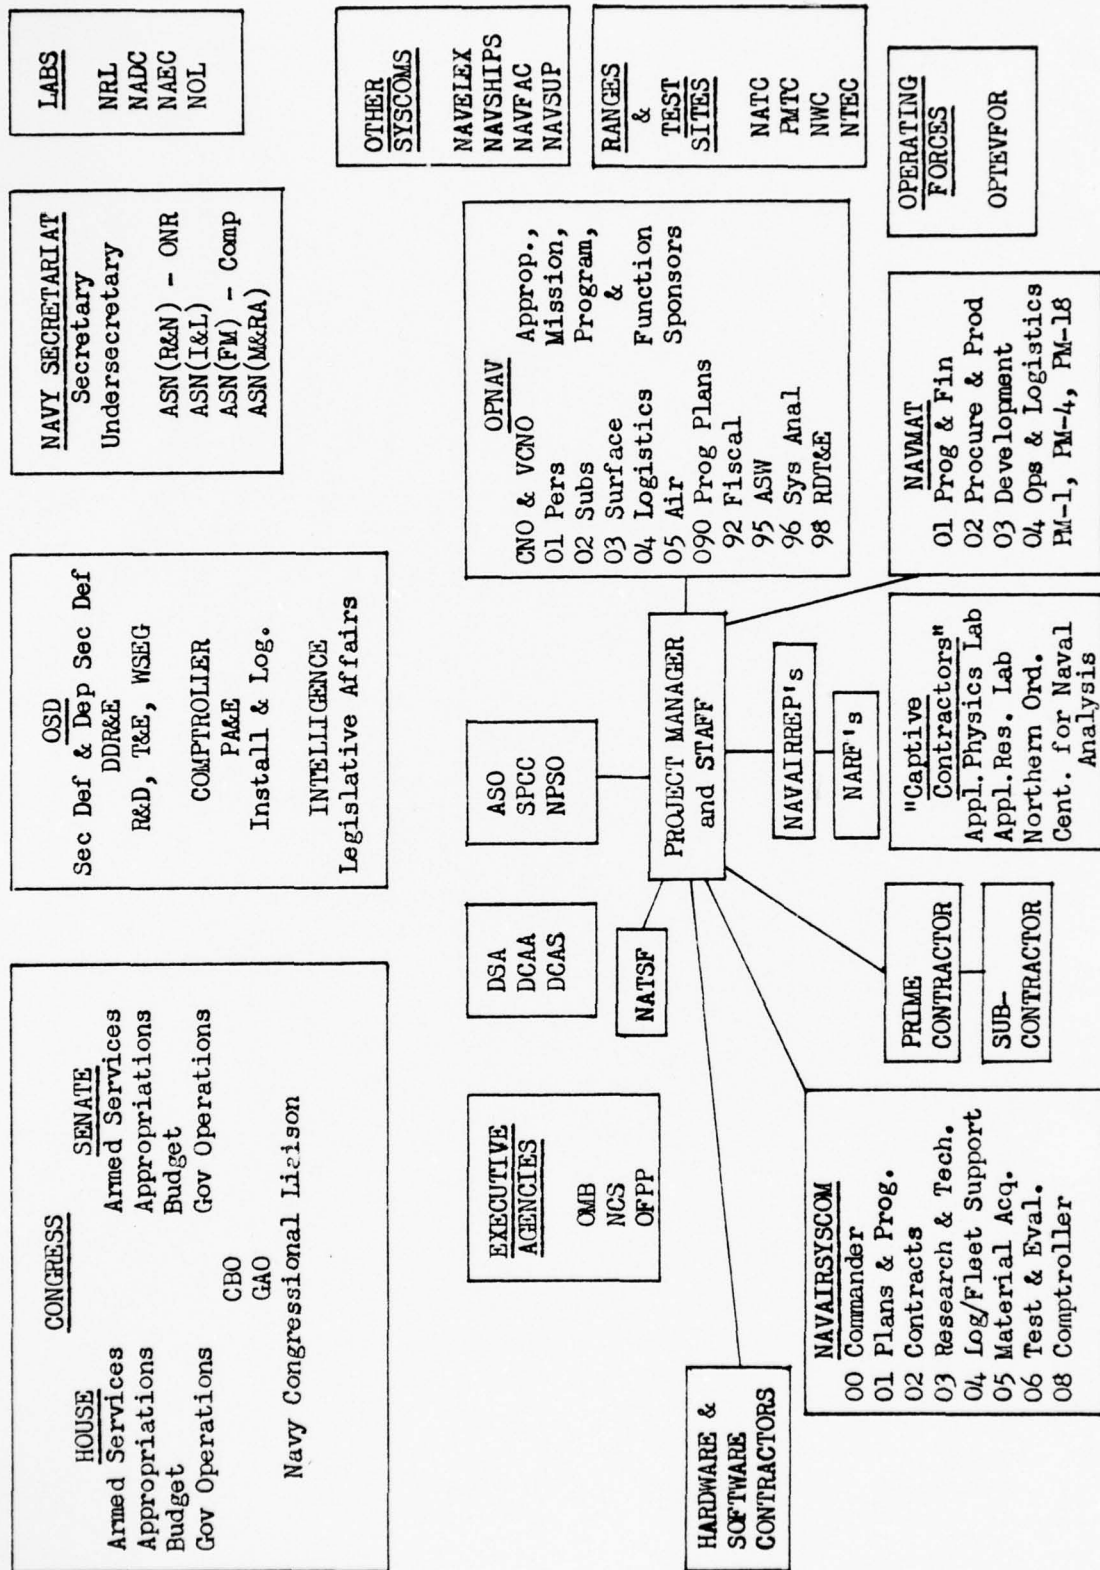 CONGRESS
HOUSE
Armed Services
Appropriations
Budget
Gov Operations
SENATE
Armed Services
Appropriations
Budget
Gov Operations
CBO
GAO
Navy Congressional Liaison
OSD
Sec Def & Dep Sec Def
DDR&E
R&D, T&E, WSEG
COMPTROLLER
PA&E
Install & Log.
INTELLIGENCE
Legislative Affairs
NAVY SECRETARIAT
Secretary
Undersecretary
ASN(R&N) - ONR
ASN(I&L)
ASN(FM) - Comp
ASN(M&RA)
LABS
NRL
NADC
NAEC
NOL
EXECUTIVE
AGENCIES
OMB
NCS
OFPP
DSA
DCAA
DCAS
NATSF
ASO
SPCC
NPSO
OPNAV
CNO & VCNO
01 Pers
02 Subs
03 Surface
04 Logistics
05 Air
090 Prog Plans
92 Fiscal
95 ASW
96 Sys Anal
98 RDT&E
Approp.,
Mission,
Program,
&
Function
Sponsors
OTHER
SYSCOMS
NAVELEX
NAVSHIPS
NAVFAC
NAVSUP
PROJECT MANAGER
and STAFF
RANGES
&
TEST
SITES
NATC
PMTC
NWC
NTEC
HARDWARE &
SOFTWARE
CONTRACTORS
NAVAIRREP's
NARF's
NAVAIRSYSCOM
00 Commander
01 Plans & Prog.
02 Contracts
03 Research & Tech.
04 Log/Fleet Support
05 Material Acq.
06 Test & Eval.
08 Comptroller
PRIME
CONTRACTOR
SUB-
CONTRACTOR
"Captive
Contractors"
Appl.Physics Lab
Appl.Res. Lab
Northern Ord.
Cent. for Naval
Analysis
NAVMAT
01 Prog & Fin
02 Procure & Prod
03 Development
04 Ops & Logistics
PM-1, PM-4, PM-18
OPERATING
FORCES
OPTEVFOR